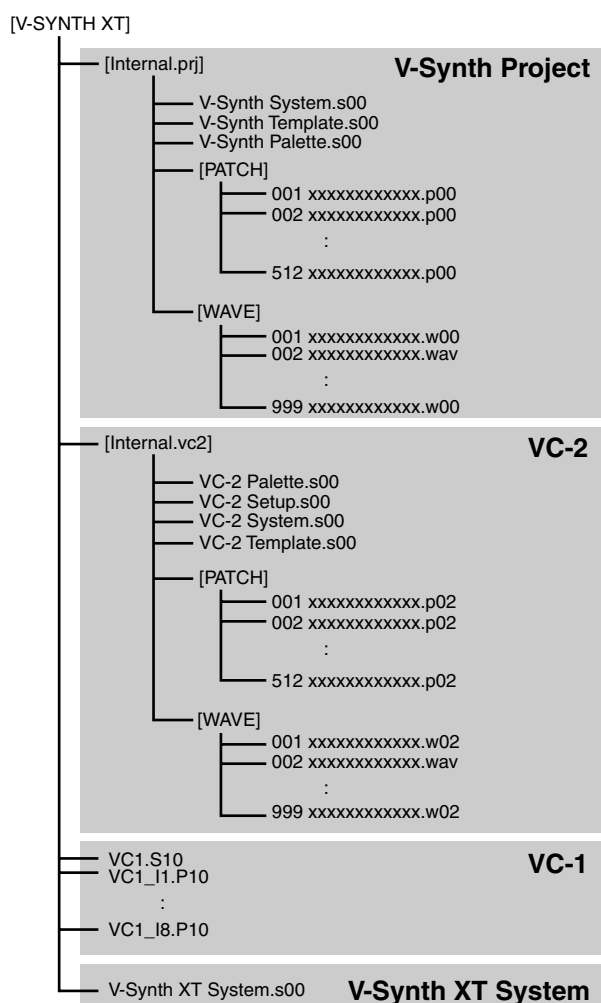 [V-SYNTH XT]
[Internal.prj]
V-Synth Project
V-Synth System.s00
V-Synth Template.s00
V-Synth Palette.s00
[PATCH]
001 xxxxxxxxxxxx.p00
002 xxxxxxxxxxxx.p00
:
512 xxxxxxxxxxxx.p00
[WAVE]
001 xxxxxxxxxxxx.w00
002 xxxxxxxxxxxx.wav
:
999 xxxxxxxxxxxx.w00
[Internal.vc2]
VC-2
VC-2 Palette.s00
VC-2 Setup.s00
VC-2 System.s00
VC-2 Template.s00
[PATCH]
001 xxxxxxxxxxxx.p02
002 xxxxxxxxxxxx.p02
:
512 xxxxxxxxxxxx.p02
[WAVE]
001 xxxxxxxxxxxx.w02
002 xxxxxxxxxxxx.wav
:
999 xxxxxxxxxxxx.w02
VC1.S10
VC-1
VC1_I1.P10
:
VC1_I8.P10
V-Synth XT System.s00
V-Synth XT System